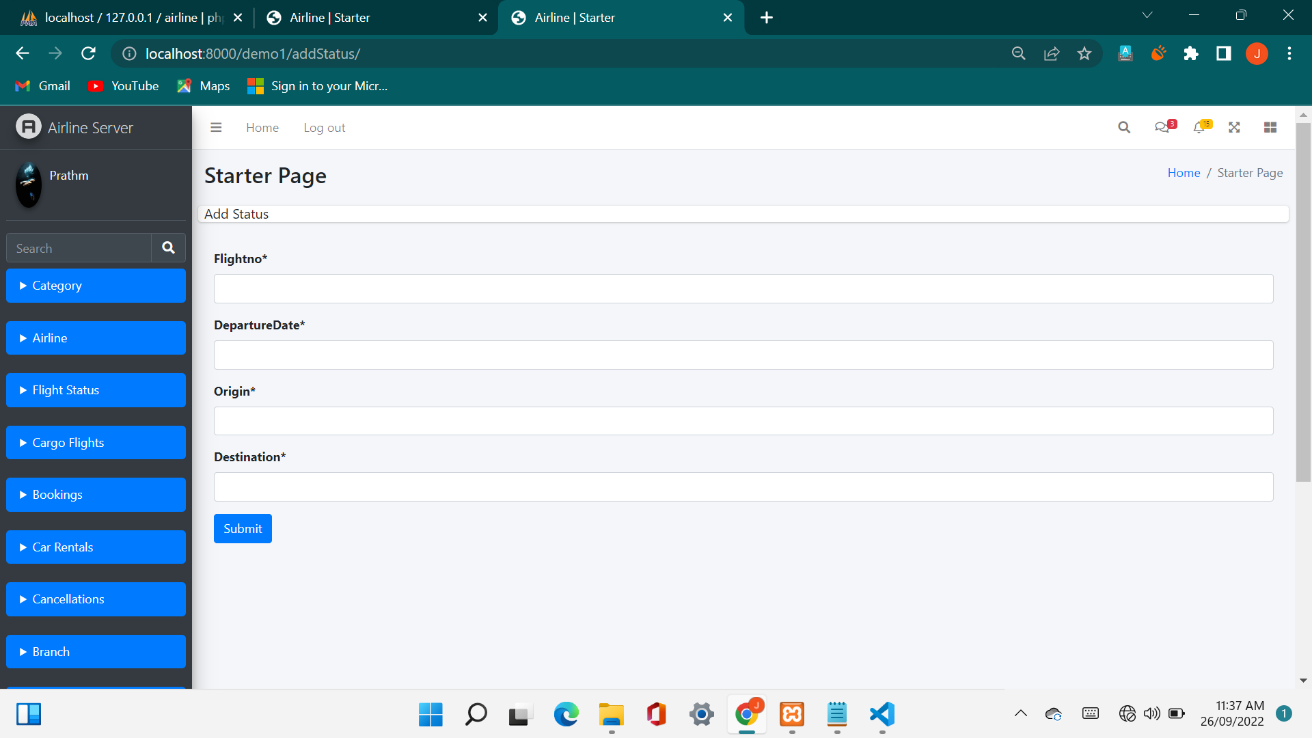 localhost / 127.0.0.1 / airline | ph
Airline | Starter
Airline | Starter
localhost:8000/demo1/addStatus/
J
Gmail
YouTube
Maps
Sign in to your Micr...
Airline Server
Home
Log out
3
15
Prathm
Starter Page
Home / Starter Page
Add Status
Search
Category
Airline
Flight Status
Cargo Flights
Bookings
Car Rentals
Cancellations
Branch
Flightno*
DepartureDate*
Origin*
Destination*
Submit
J
11:37 AM
26/09/2022
1